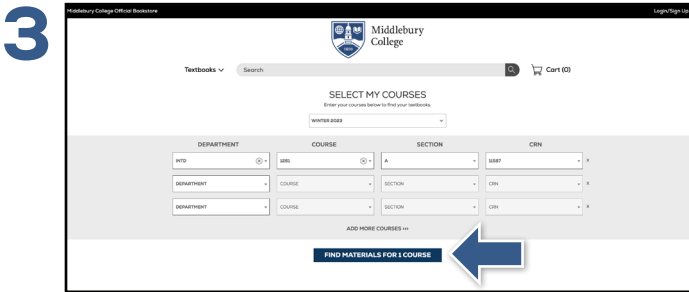 3
Middlebury College Official Bookstore
Login/Sign Up
Middlebury
College
1800
Textbooks
Search
Cart (0)
SELECT MY COURSES
Enter your courses below to find your textbooks.
WINTER 2023
DEPARTMENT COURSE SECTION CRN
INTD 1281 A 11087 X
DEPARTMENT COURSE SECTION CRN X
DEPARTMENT COURSE SECTION CRN X
ADD MORE COURSES >>>
FIND MATERIALS FOR 1 COURSE